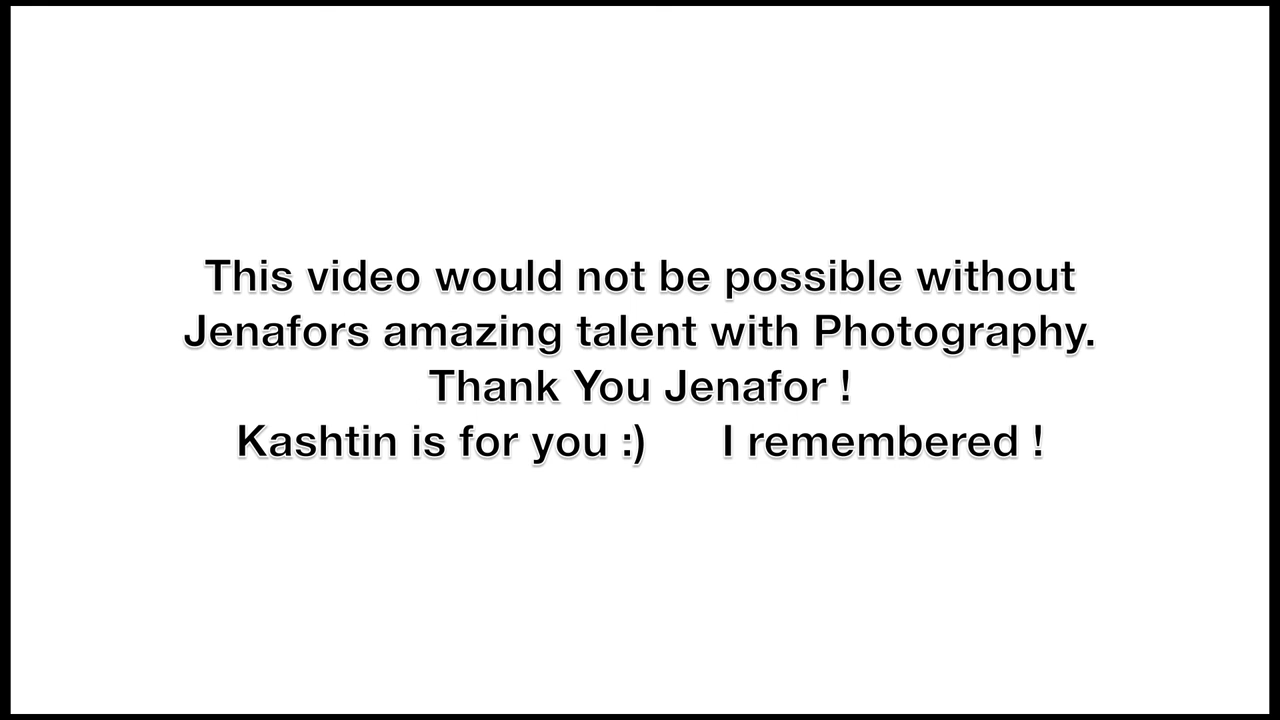 This video would not be possible without
Jenafors amazing talent with Photography.
Thank You Jenafor !
Kashtin is for you :) I remembered !